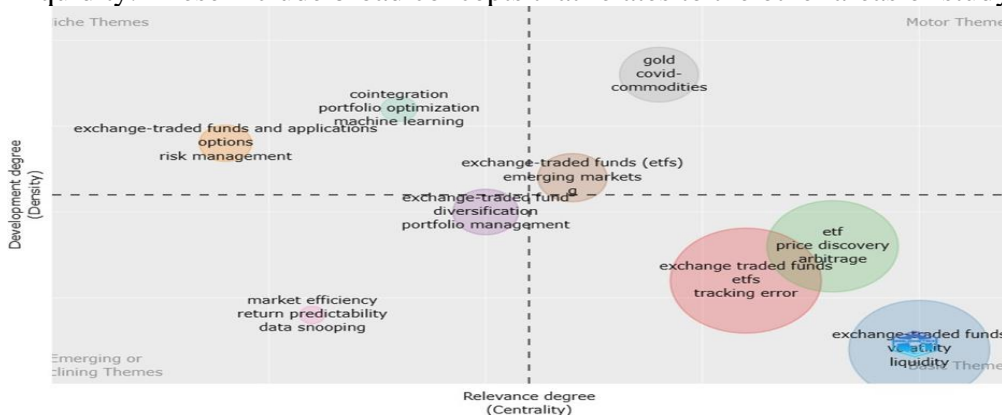 iche Themes
Motor Theme
gold
covid-
commodities
cointegration
portfolio optimization
machine learning
exchange-traded funds and applications
options
risk management
exchange-traded funds (etfs)
emerging markets
g
exchange-traded fund
diversification
portfolio management
etf
price discovery
arbitrage
exchange traded funds
etfs
tracking error
market efficiency
return predictability
data snooping
exchange-traded funds
volatility
liquidity
Basic Theme
Emerging or
clining Themes
Development degree
(Density)
Relevance degree
(Centrality)